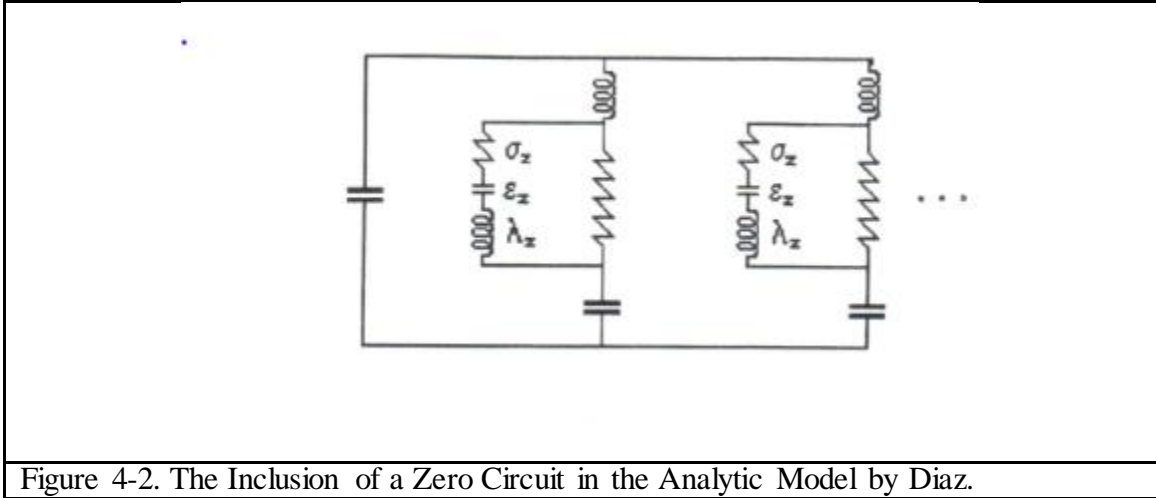 σz
εz
λz
σz
εz
λz
. . .
Figure 4-2. The Inclusion of a Zero Circuit in the Analytic Model by Diaz.